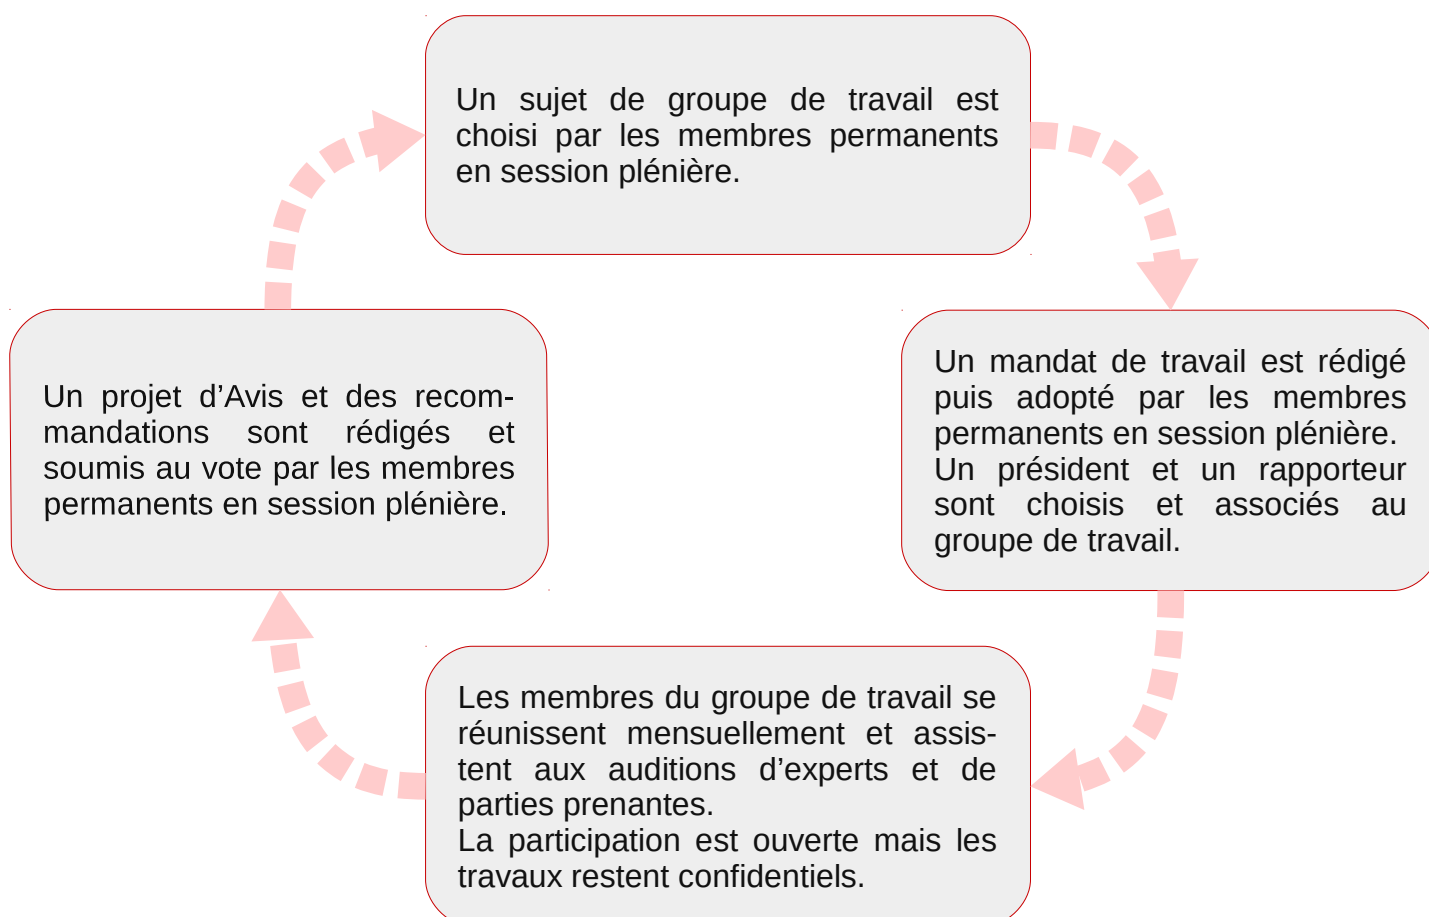 Un sujet de groupe de travail est
choisi par les membres permanents
en session plénière.
Un mandat de travail est rédigé
puis adopté par les membres
permanents en session plénière.
Un président et un rapporteur
sont choisis et associés au
groupe de travail.
Les membres du groupe de travail se
réunissent mensuellement et assis-
tent aux auditions d’experts et de
parties prenantes.
La participation est ouverte mais les
travaux restent confidentiels.
Un projet d’Avis et des recom-
mandations sont rédigés et
soumis au vote par les membres
permanents en session plénière.